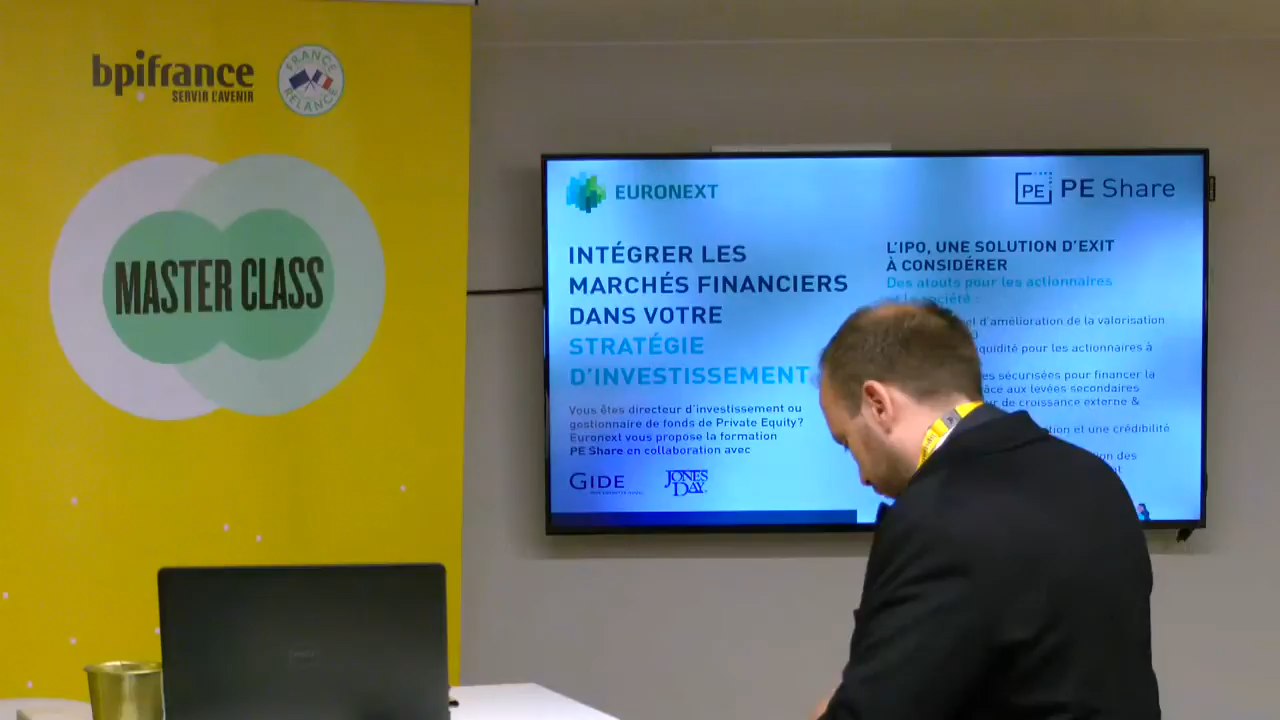 bpifrance
SERVIR L'AVENIR
FRANCE
RELANCE
MASTER CLASS
EURONEXT
INTÉGRER LES
MARCHÉS FINANCIERS
DANS VOTRE
STRATÉGIE
D'INVESTISSEMENT
Vous êtes directeur d'investissement ou
gestionnaire de fonds de Private Equity?
Euronext vous propose la formation
PE Share en collaboration avec
GIDE
JONES
DAY
PE PE Share
L'IPO, UNE SOLUTION D'EXIT
À CONSIDÉRER
Des atouts pour les actionnaires
société :
d'amélioration de la valorisation
pour les actionnaires à
sécurisées pour financer la
aux levées secondaires
de croissance externe &
et une crédibilité
des